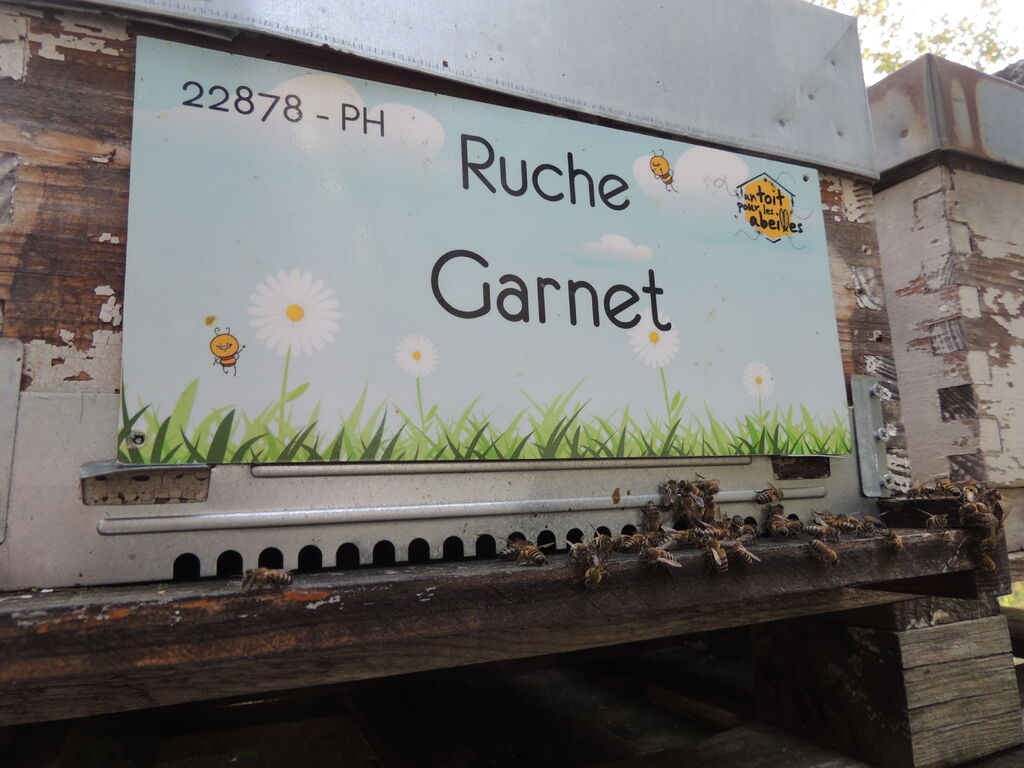 22878 - PH
Ruche
Garnet
un toit
pour les
abeilles